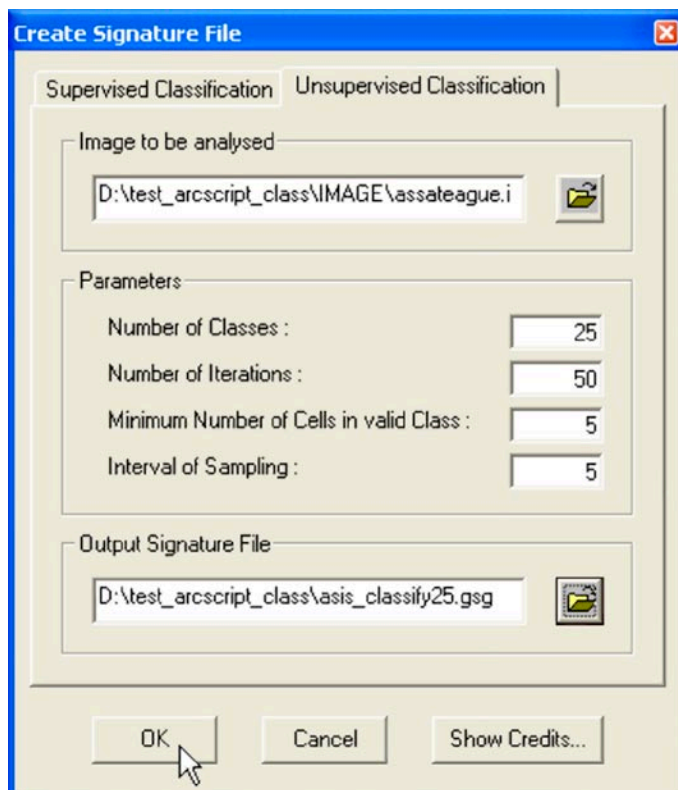 Create Signature File
Supervised Classification
Unsupervised Classification
Image to be analysed
D:\test_arcscript_class\IMAGE\assateague.i
Parameters
Number of Classes : 25
Number of Iterations : 50
Minimum Number of Cells in valid Class : 5
Interval of Sampling : 5
Output Signature File
D:\test_arcscript_class\asis_classify25.gsg
OK
Cancel
Show Credits...